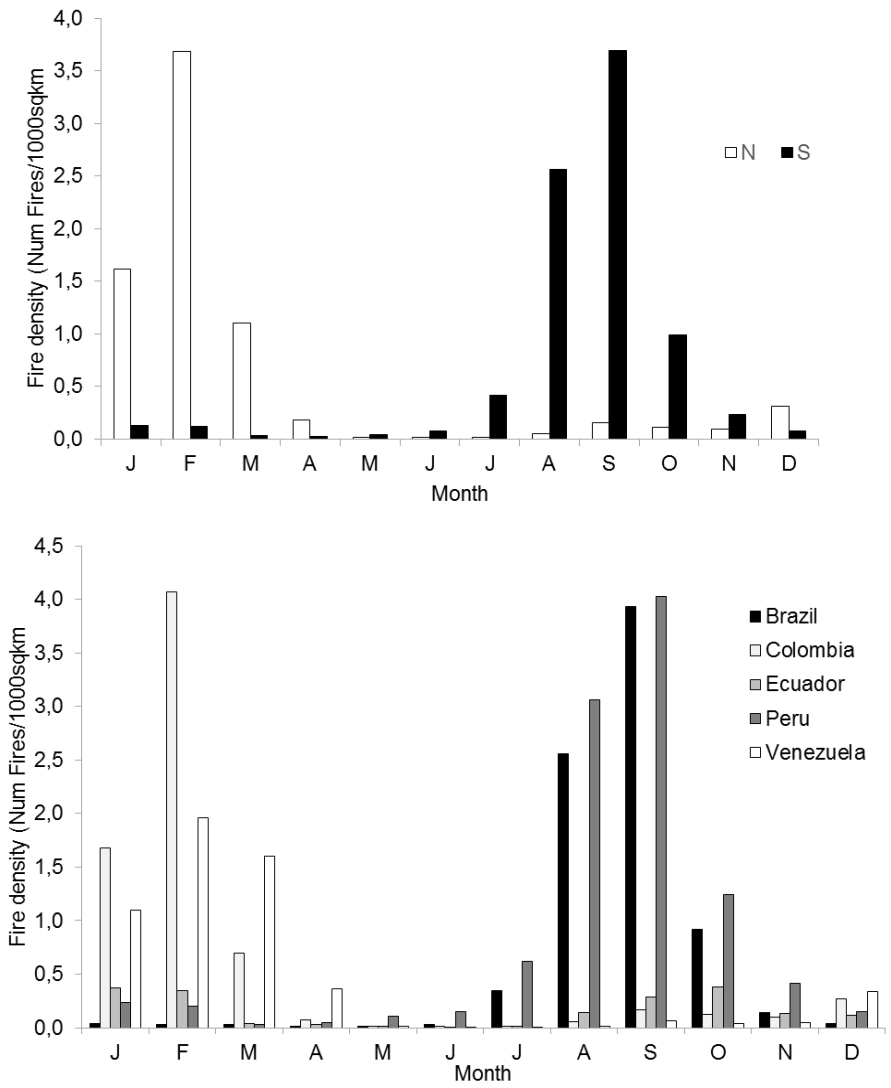 Fire density (Num Fires/1000sqkm
4,0
3,5
3,0
2,5
2,0
1,5
1,0
0,5
0,0
N S
J F M A M J J A S O N D
Month
Fire density (Num Fires/1000sqkm
4,5
4,0
3,5
3,0
2,5
2,0
1,5
1,0
0,5
0,0
Brazil
Colombia
Ecuador
Peru
Venezuela
J F M A M J J A S O N D
Month